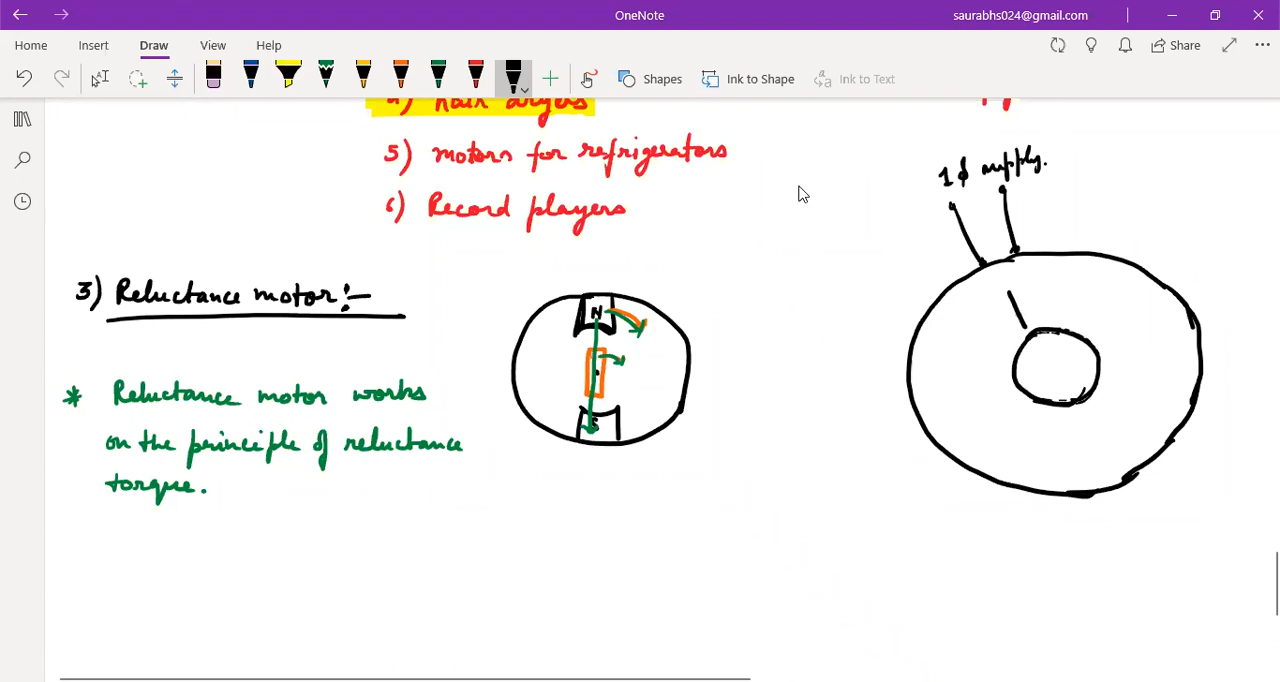 OneNote
saurabhs024@gmail.com
Home Insert Draw View Help
Share
Shapes
Ink to Shape
Ink to Text
5) motors for refrigerators
6) Record players
1ϕ supply.
3) Reluctance motor:-
N
S
* Reluctance motor works
on the principle of reluctance
torque.